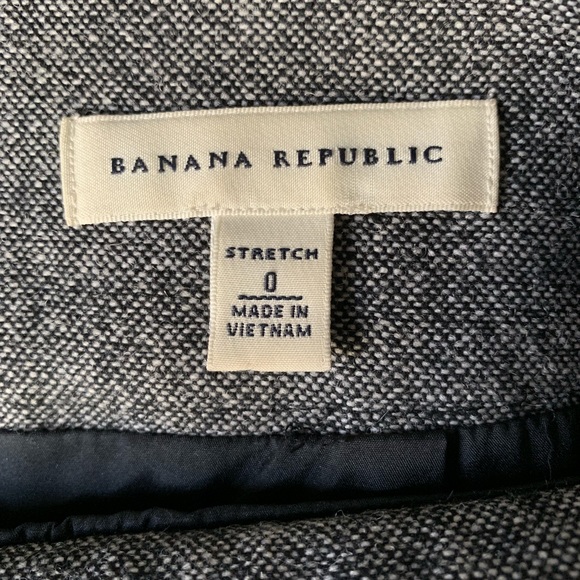 BANANA REPUBLIC
STRETCH
0
MADE IN
VIETNAM